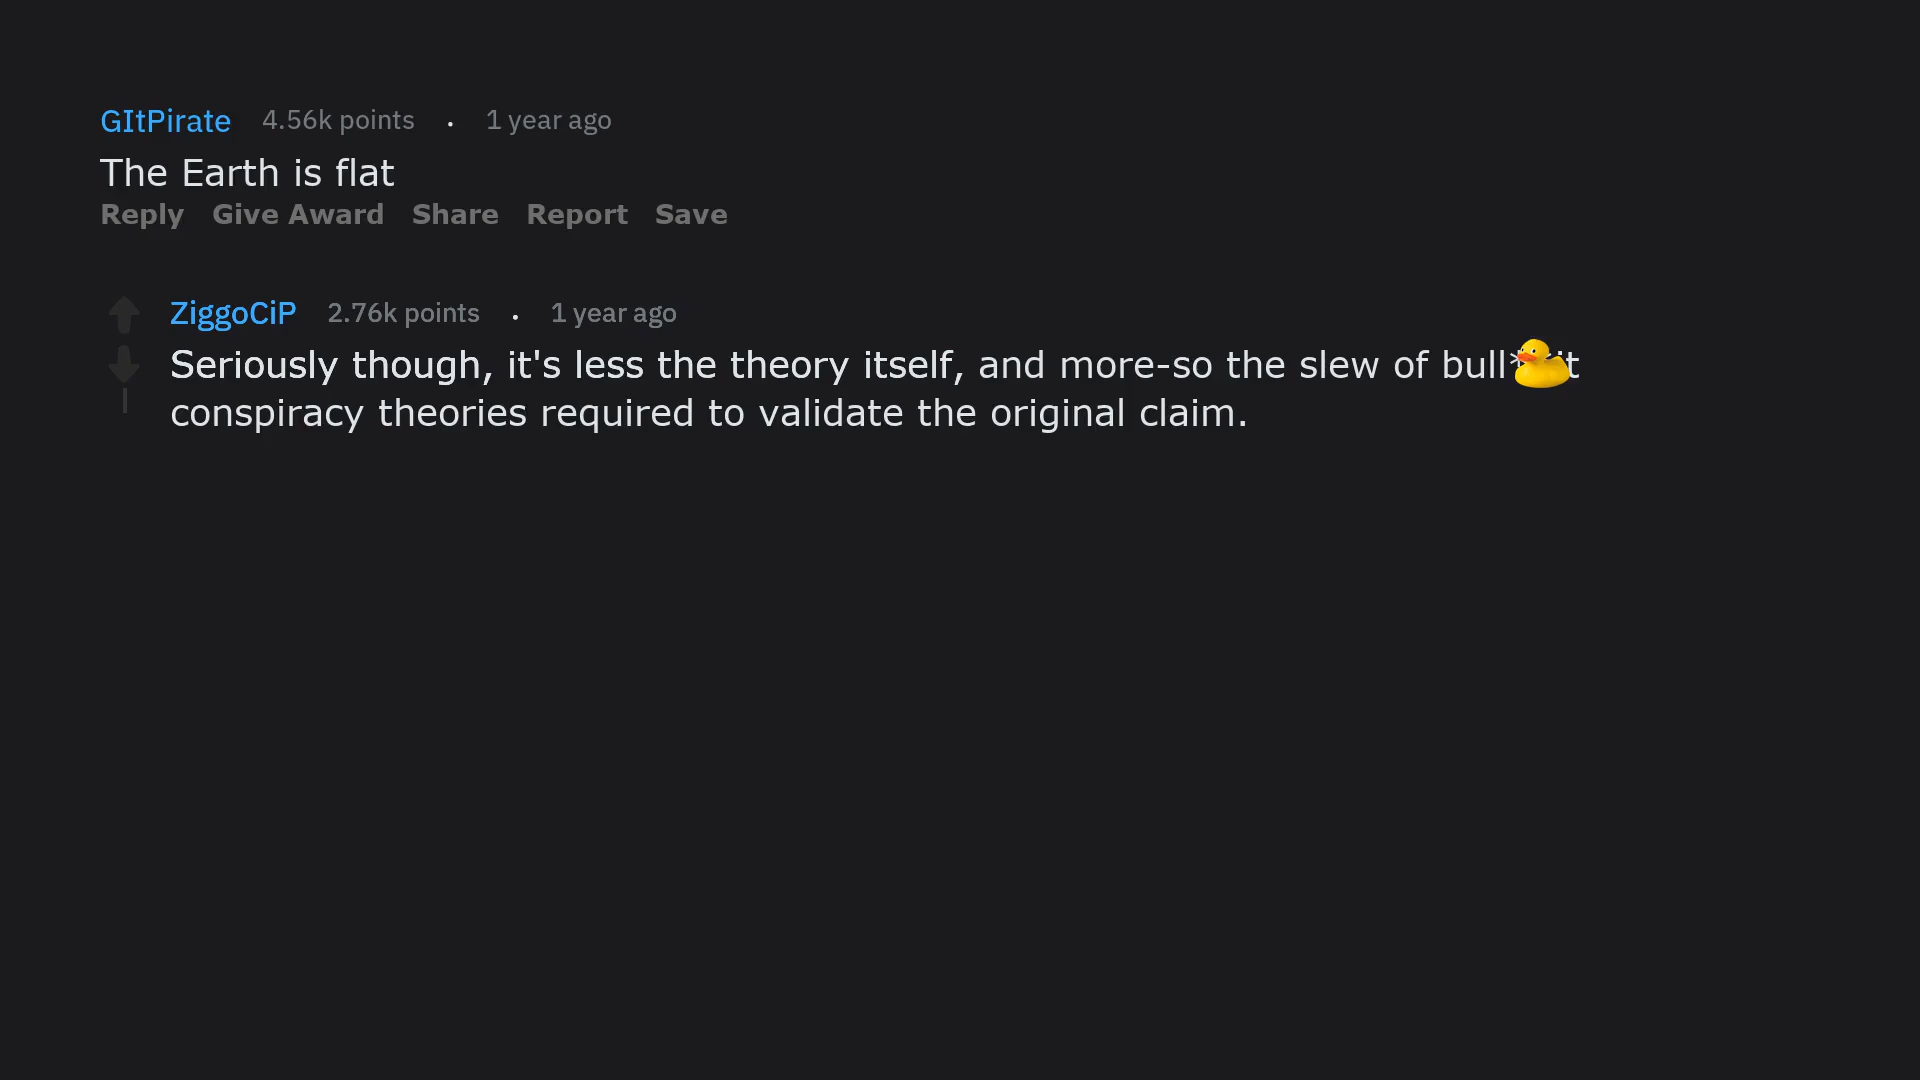 GItPirate 4.56k points . 1 year ago
The Earth is flat
Reply Give Award Share Report Save
ZiggoCiP 2.76k points . 1 year ago
Seriously though, it's less the theory itself, and more-so the slew of
conspiracy theories required to validate the original claim.